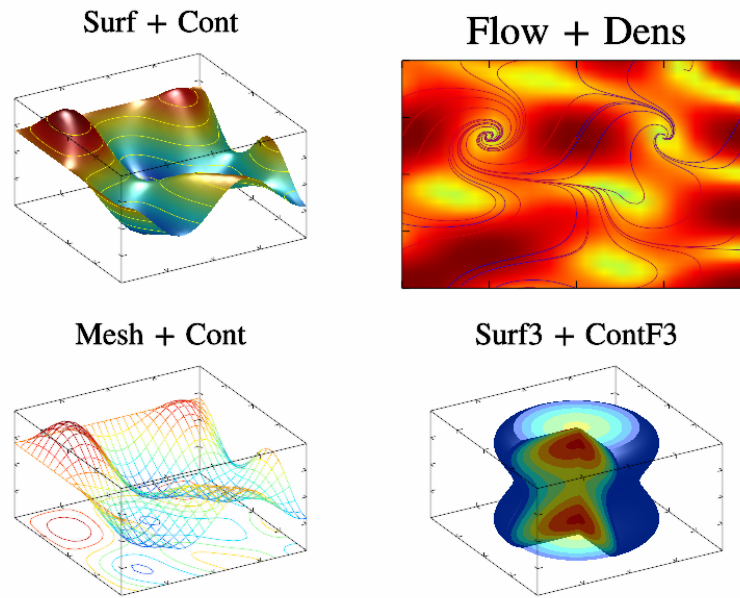 Surf + Cont
Flow + Dens
Mesh + Cont
Surf3 + ContF3